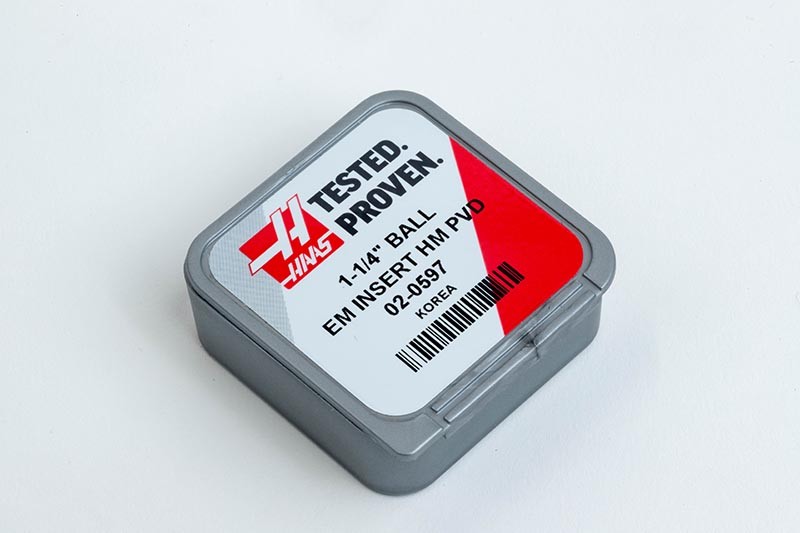 TESTED.
PROVEN.
HAAS
1-1/4" BALL
EM INSERT HM PVD
02-0597
KOREA